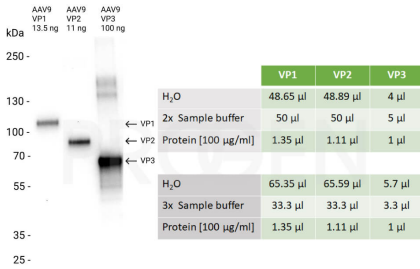 AAV9 AAV9 AAV9
VP1 VP2 VP3
13.5 ng 11 ng 100 ng
kDa
250 -
130 -
100 -
70 -
55 -
35 -
25 -
← VP1
← VP2
← VP3
VP1 VP2 VP3
H₂O 48.65 µl 48.89 µl 4 µl
2x Sample buffer 50 µl 50 µl 5 µl
Protein [100 µg/ml] 1.35 µl 1.11 µl 1 µl
H₂O 65.35 µl 65.59 µl 5.7 µl
3x Sample buffer 33.3 µl 33.3 µl 3.3 µl
Protein [100 µg/ml] 1.35 µl 1.11 µl 1 µl
PROGEN